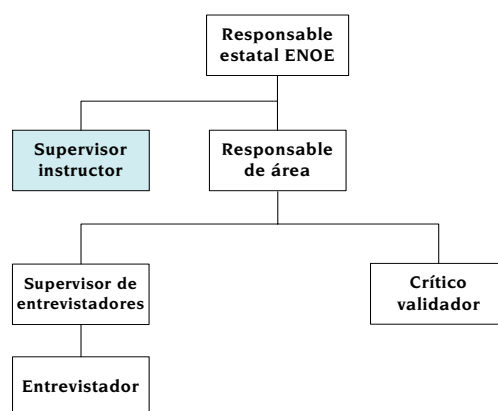 Responsable
estatal ENOE
Supervisor
instructor
Responsable
de área
Supervisor de
entrevistadores
Crítico
validador
Entrevistador